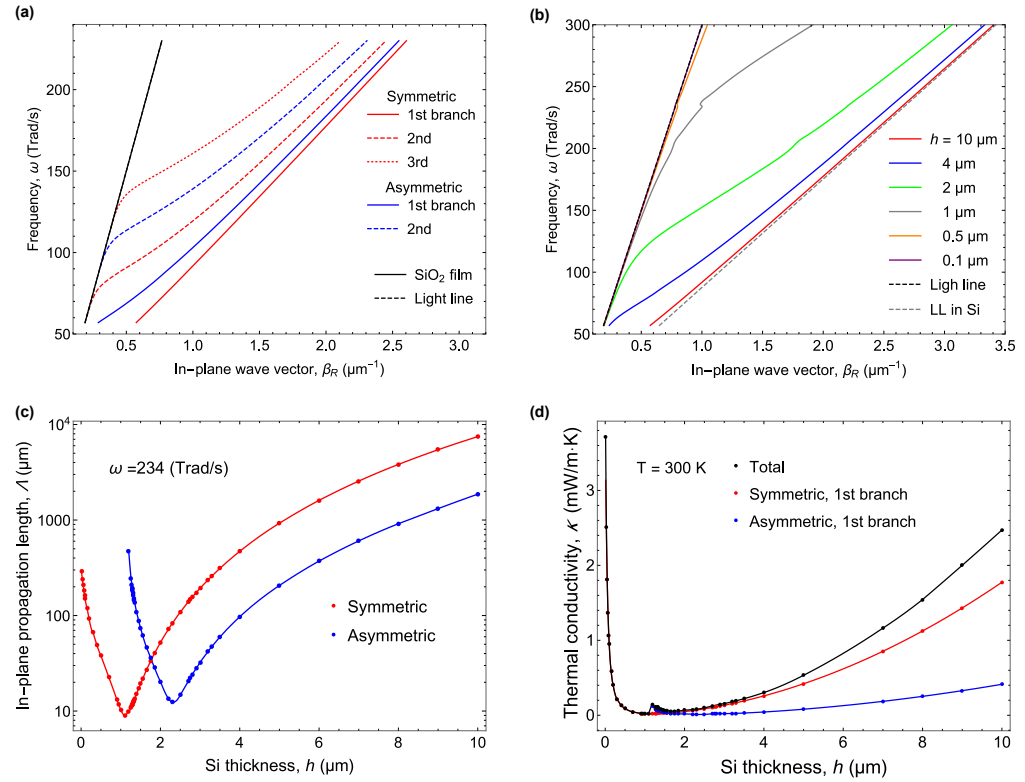 (a)
Frequency, ω (Trad/s)
200
150
100
50
0.5 1.0 1.5 2.0 2.5 3.0
In−plane wave vector, βR (μm⁻¹)
Symmetric
1st branch
2nd
3rd
Asymmetric
1st branch
2nd
SiO2 film
Light line
(b)
Frequency, ω (Trad/s)
300
250
200
150
100
50
0.5 1.0 1.5 2.0 2.5 3.0 3.5
In−plane wave vector, βR (μm⁻¹)
h = 10 μm
4 μm
2 μm
1 μm
0.5 μm
0.1 μm
Ligh line
LL in Si
(c)
In-plane propagation length, Λ (μm)
10⁴
1000
100
10
0 2 4 6 8 10
Si thickness, h (μm)
ω =234 (Trad/s)
Symmetric
Asymmetric
(d)
Thermal conductivity, κ (mW/m·K)
3
2
1
0
0 2 4 6 8 10
Si thickness, h (μm)
T = 300 K
Total
Symmetric, 1st branch
Asymmetric, 1st branch